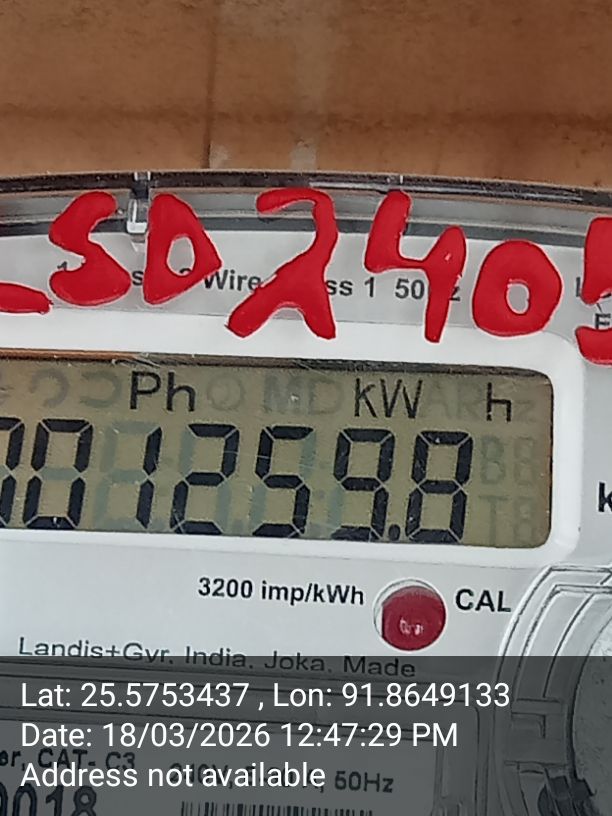 LSD2405
Wire
ss 1 50
Ph kW h
001259.8
3200 imp/kWh CAL
Landis+Gyr, India, Joka, Made
Lat: 25.5753437 , Lon: 91.8649133
Date: 18/03/2026 12:47:29 PM
er, CAT- C3
50Hz
Address not available
0018